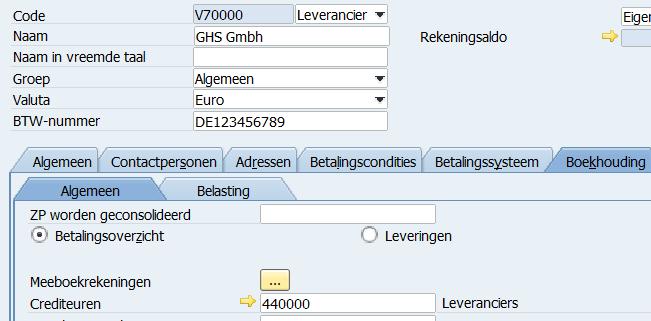 Code V70000 Leverancier Eigen
Naam GHS Gmbh Rekeningsaldo
Naam in vreemde taal
Groep Algemeen
Valuta Euro
BTW-nummer DE123456789
Algemeen Contactpersonen Adressen Betalingscondities Betalingssysteem Boekhouding
Algemeen Belasting
ZP worden geconsolideerd
Betalingsoverzicht Leveringen
Meeboekrekeningen ...
Crediteuren 440000 Leveranciers